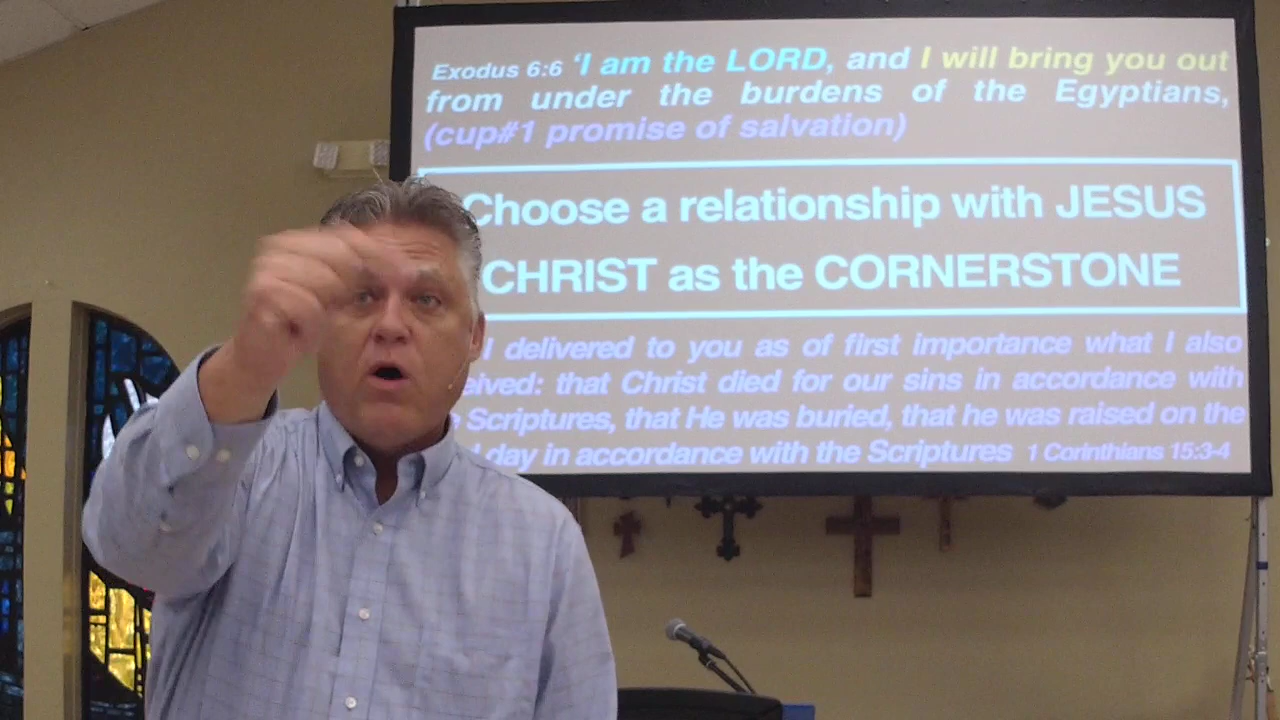 Exodus 6:6 ‘I am the LORD, and I will bring you out
from under the burdens of the Egyptians,
(cup#1 promise of salvation)
Choose a relationship with JESUS
CHRIST as the CORNERSTONE
I delivered to you as of first importance what I also
eived: that Christ died for our sins in accordance with
Scriptures, that He was buried, that he was raised on the
day in accordance with the Scriptures 1 Corinthians 15:3-4